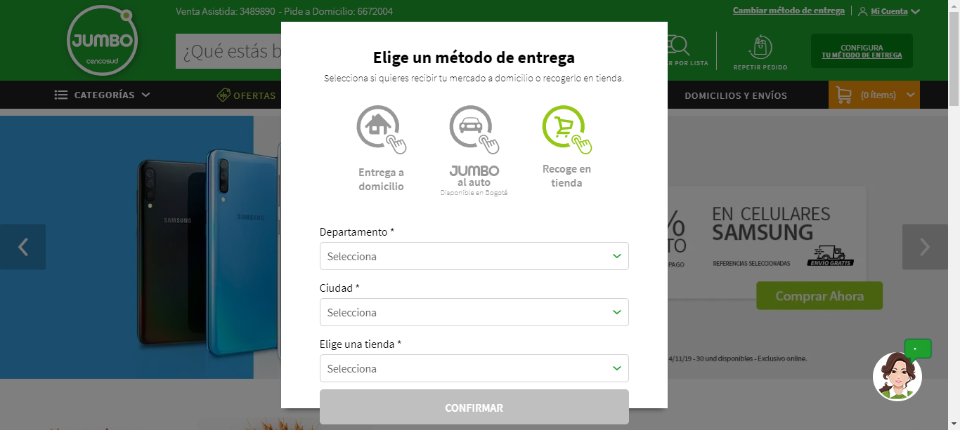 Venta Asistida: 3489890 - Pide a Domicilio: 6672004
Cambiar método de entrega
Mi Cuenta
JUMBO
cencosud
¿Qué estás b
R POR LISTA
REPETIR PEDIDO
CONFIGURA
TU MÉTODO DE ENTREGA
CATEGORÍAS
OFERTAS
DOMICILIOS Y ENVÍOS
(0 ítems)
Elige un método de entrega
Selecciona si quieres recibir tu mercado a domicilio o recogerlo en tienda.
Entrega a
domicilio
JUMBO
al auto
Disponible en Bogotá
Recoge en
tienda
Departamento *
Selecciona
Ciudad *
Selecciona
Elige una tienda *
Selecciona
CONFIRMAR
SAMSUNG
SAMSUNG
%
TO
PAGO
EN CELULARES
SAMSUNG
REFERENCIAS SELECCIONADAS
ENVÍO GRATIS
Comprar Ahora
4/11/19 - 30 und disponibles - Exclusivo online.